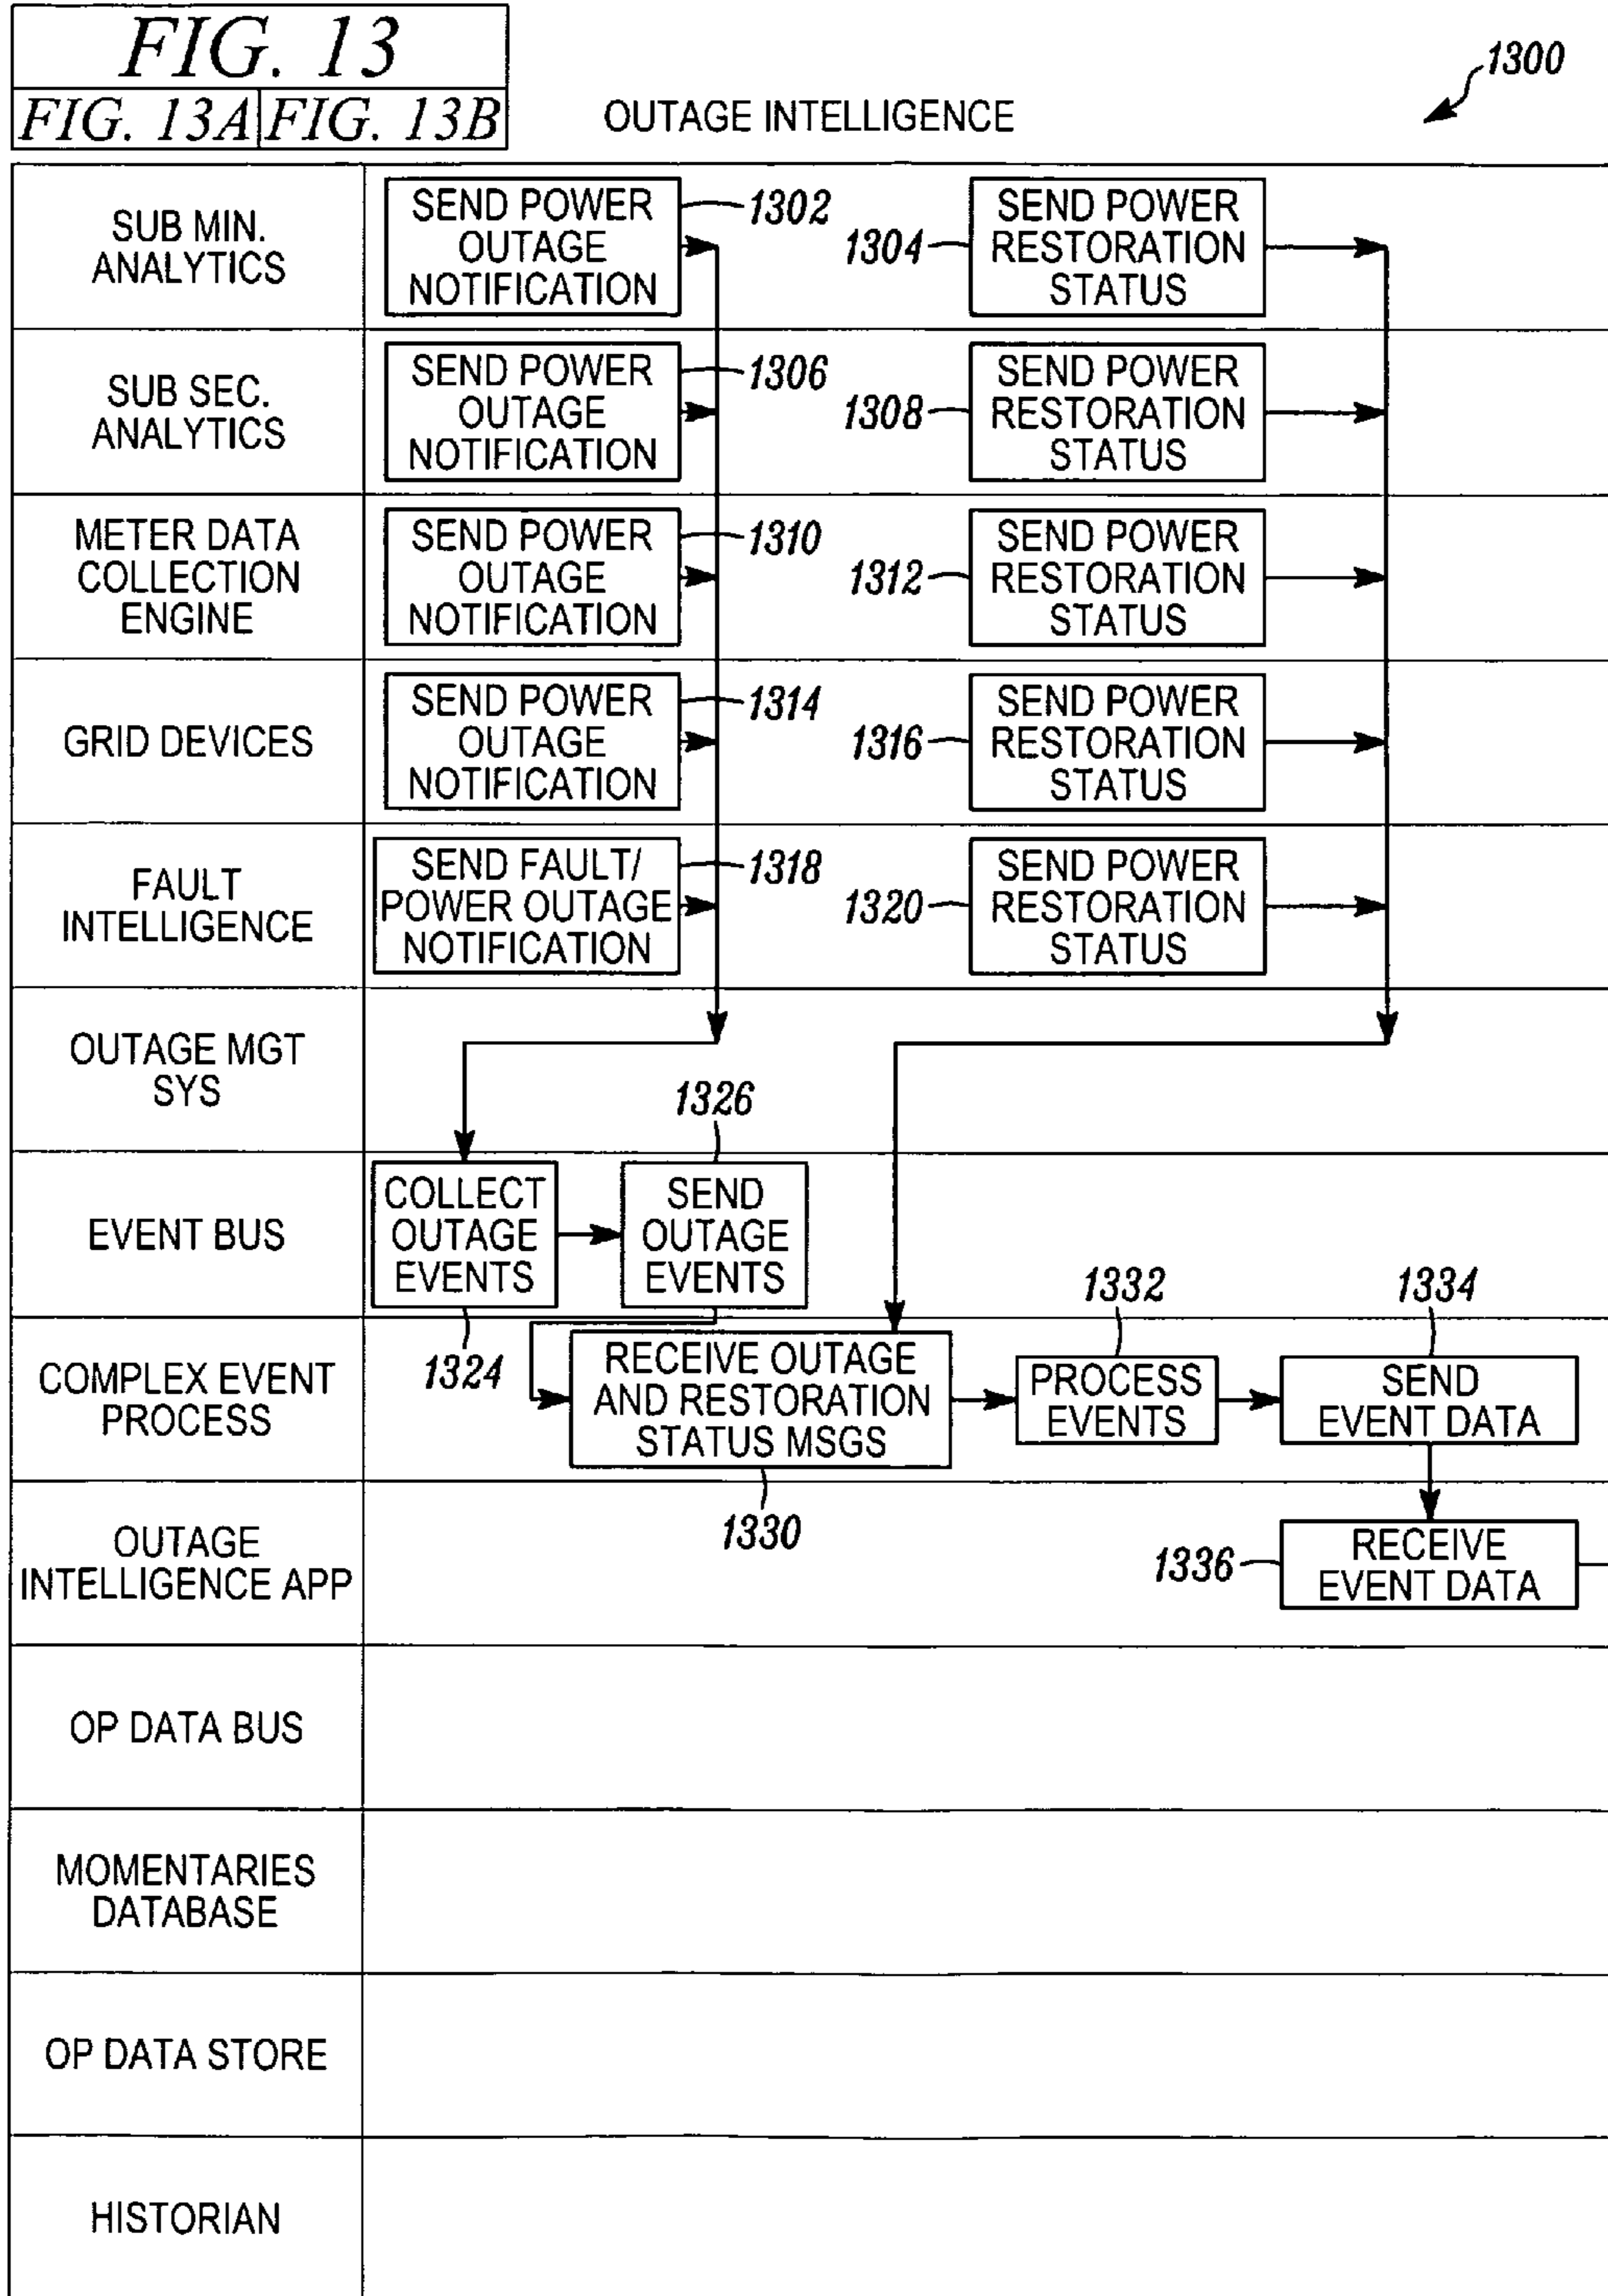 FIG. 13
FIG. 13A FIG. 13B
OUTAGE INTELLIGENCE
1300
SUB MIN.
ANALYTICS
SEND POWER
OUTAGE
NOTIFICATION
1302
1304
SEND POWER
RESTORATION
STATUS
SUB SEC.
ANALYTICS
SEND POWER
OUTAGE
NOTIFICATION
1306
1308
SEND POWER
RESTORATION
STATUS
METER DATA
COLLECTION
ENGINE
SEND POWER
OUTAGE
NOTIFICATION
1310
1312
SEND POWER
RESTORATION
STATUS
GRID DEVICES
SEND POWER
OUTAGE
NOTIFICATION
1314
1316
SEND POWER
RESTORATION
STATUS
FAULT
INTELLIGENCE
SEND FAULT/
POWER OUTAGE
NOTIFICATION
1318
1320
SEND POWER
RESTORATION
STATUS
OUTAGE MGT
SYS
1326
EVENT BUS
COLLECT
OUTAGE
EVENTS
SEND
OUTAGE
EVENTS
1324
1332
1334
COMPLEX EVENT
PROCESS
RECEIVE OUTAGE
AND RESTORATION
STATUS MSGS
PROCESS
EVENTS
SEND
EVENT DATA
1330
OUTAGE
INTELLIGENCE APP
1336
RECEIVE
EVENT DATA
OP DATA BUS
MOMENTARIES
DATABASE
OP DATA STORE
HISTORIAN